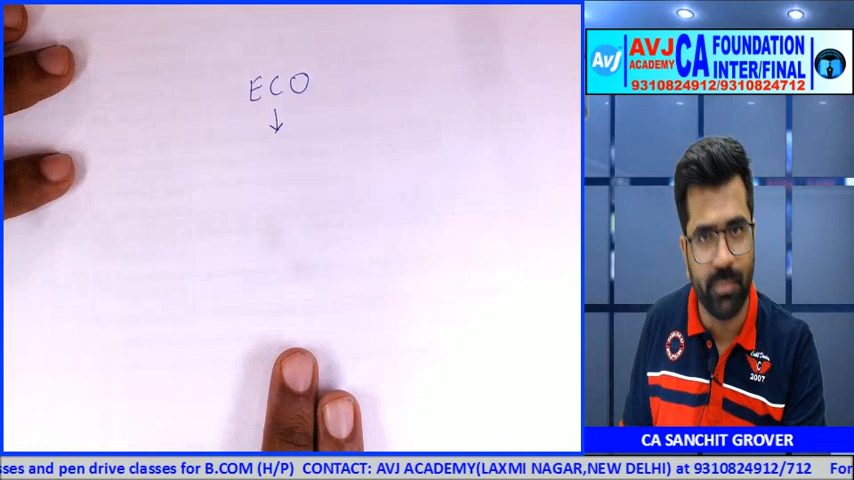 ECO
↓
AVJ
AVJ
ACADEMY
CA
FOUNDATION
INTER/FINAL
9310824912/9310824712
2007
CA SANCHIT GROVER
sses and pen drive classes for B.COM (H/P) CONTACT: AVJ ACADEMY(LAXMI NAGAR,NEW DELHI) at 9310824912/712 For